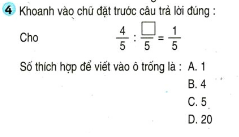 4 Khoanh vào chữ đặt trước câu trả lời đúng :
Cho 4/5 : □/5 = 1/5
Số thích hợp để viết vào ô trống là : A. 1
B. 4
C. 5
D. 20